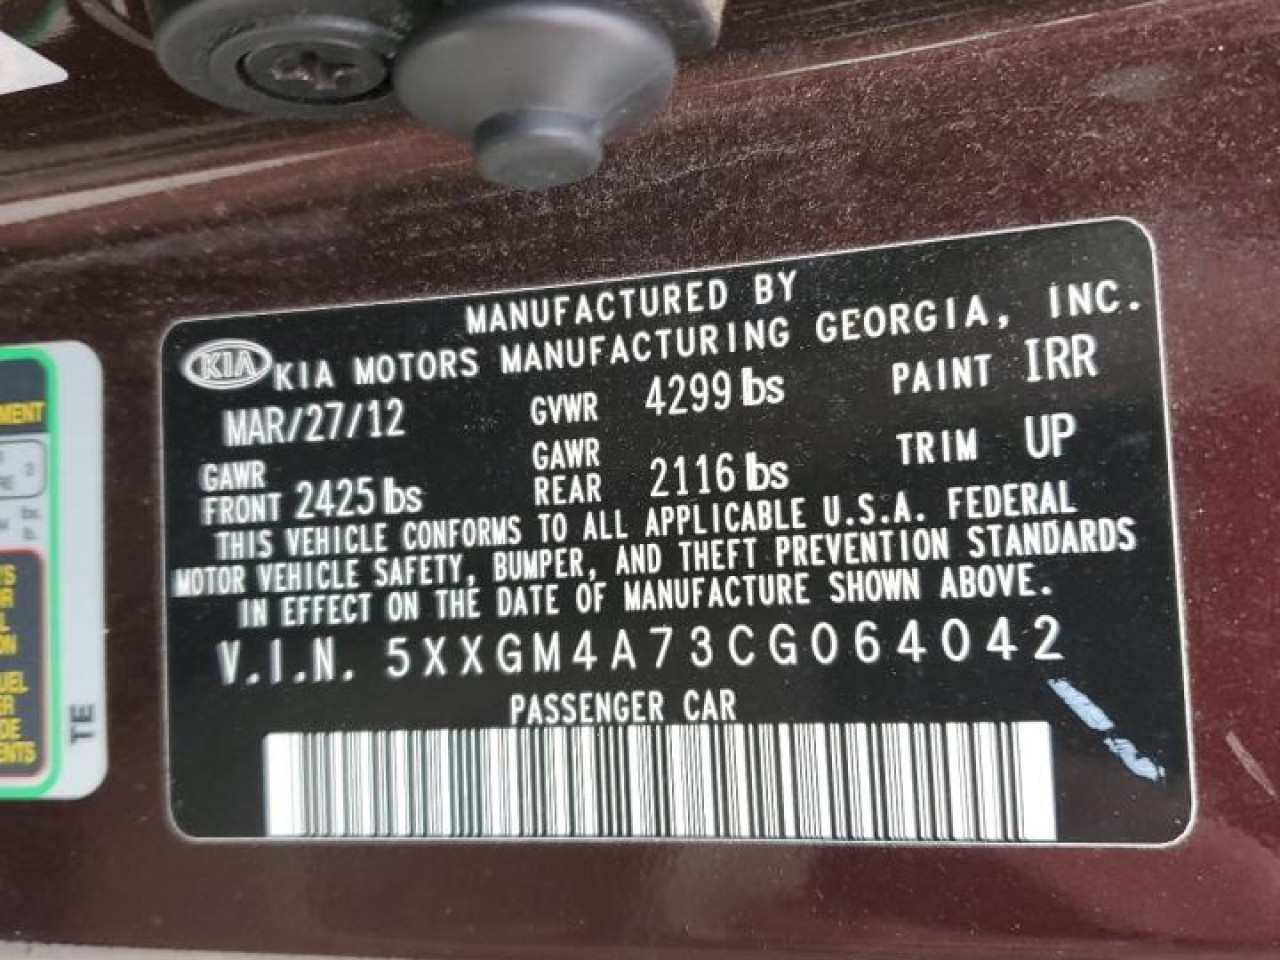 MANUFACTURED BY
KIA KIA MOTORS MANUFACTURING GEORGIA, INC.
MAR/27/12 GVWR 4299 lbs PAINT IRR
GAWR FRONT 2425 lbs GAWR REAR 2116 lbs TRIM UP
THIS VEHICLE CONFORMS TO ALL APPLICABLE U.S.A. FEDERAL
MOTOR VEHICLE SAFETY, BUMPER, AND THEFT PREVENTION STANDARDS
IN EFFECT ON THE DATE OF MANUFACTURE SHOWN ABOVE.
V.I.N. 5XXGM4A73CG064042
PASSENGER CAR
TE